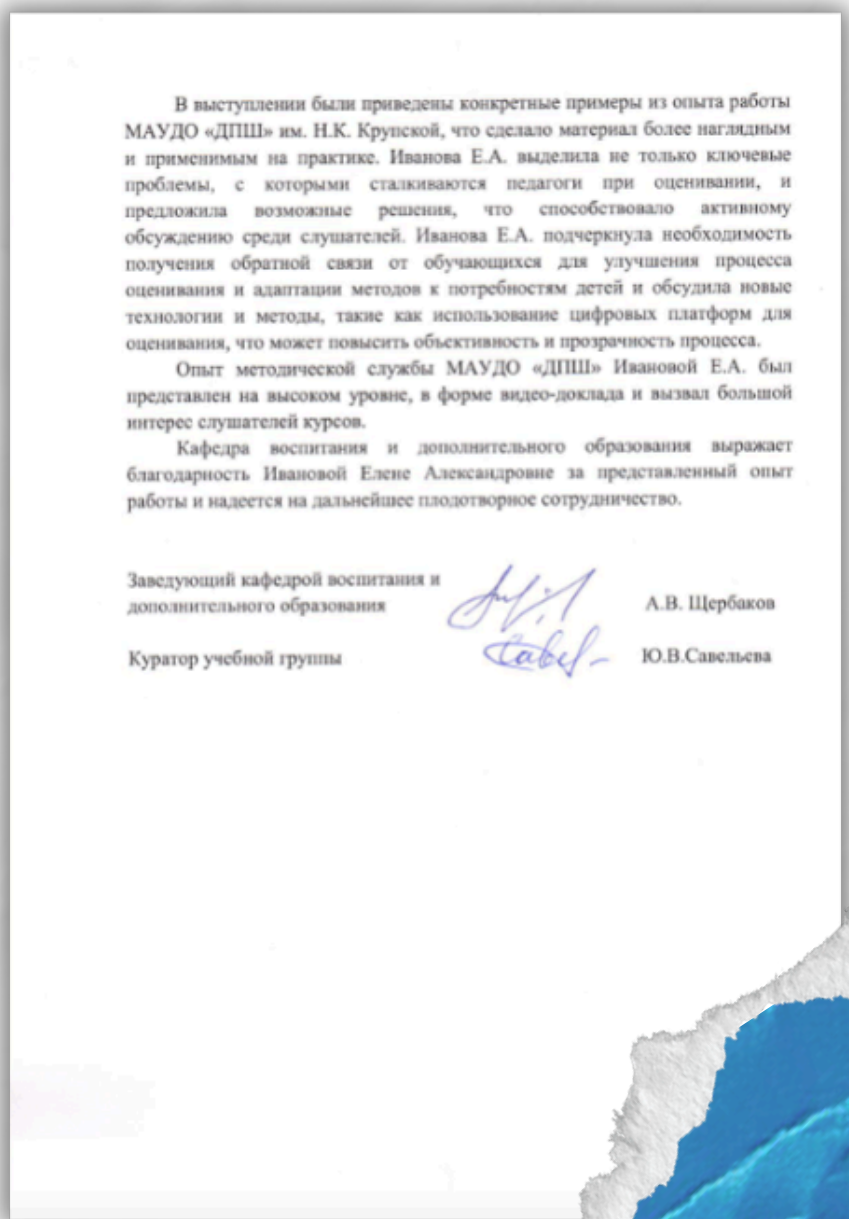 В выступлении были приведены конкретные примеры из опыта работы
МАУДО «ДПШ» им. Н.К. Крупской, что сделало материал более наглядным
и применимым на практике. Иванова Е.А. выделила не только ключевые
проблемы, с которыми сталкиваются педагоги при оценивании, и
предложила возможные решения, что способствовало активному
обсуждению среди слушателей. Иванова Е.А. подчеркнула необходимость
получения обратной связи от обучающихся для улучшения процесса
оценивания и адаптации методов к потребностям детей и обсудила новые
технологии и методы, такие как использование цифровых платформ для
оценивания, что может повысить объективность и прозрачность процесса.
Опыт методической службы МАУДО «ДПШ» Ивановой Е.А. был
представлен на высоком уровне, в форме видео-доклада и вызвал большой
интерес слушателей курсов.
Кафедра воспитания и дополнительного образования выражает
благодарность Ивановой Елене Александровне за представленный опыт
работы и надеется на дальнейшее плодотворное сотрудничество.
Заведующий кафедрой воспитания и
дополнительного образования А.В. Щербаков
Куратор учебной группы Ю.В.Савельева